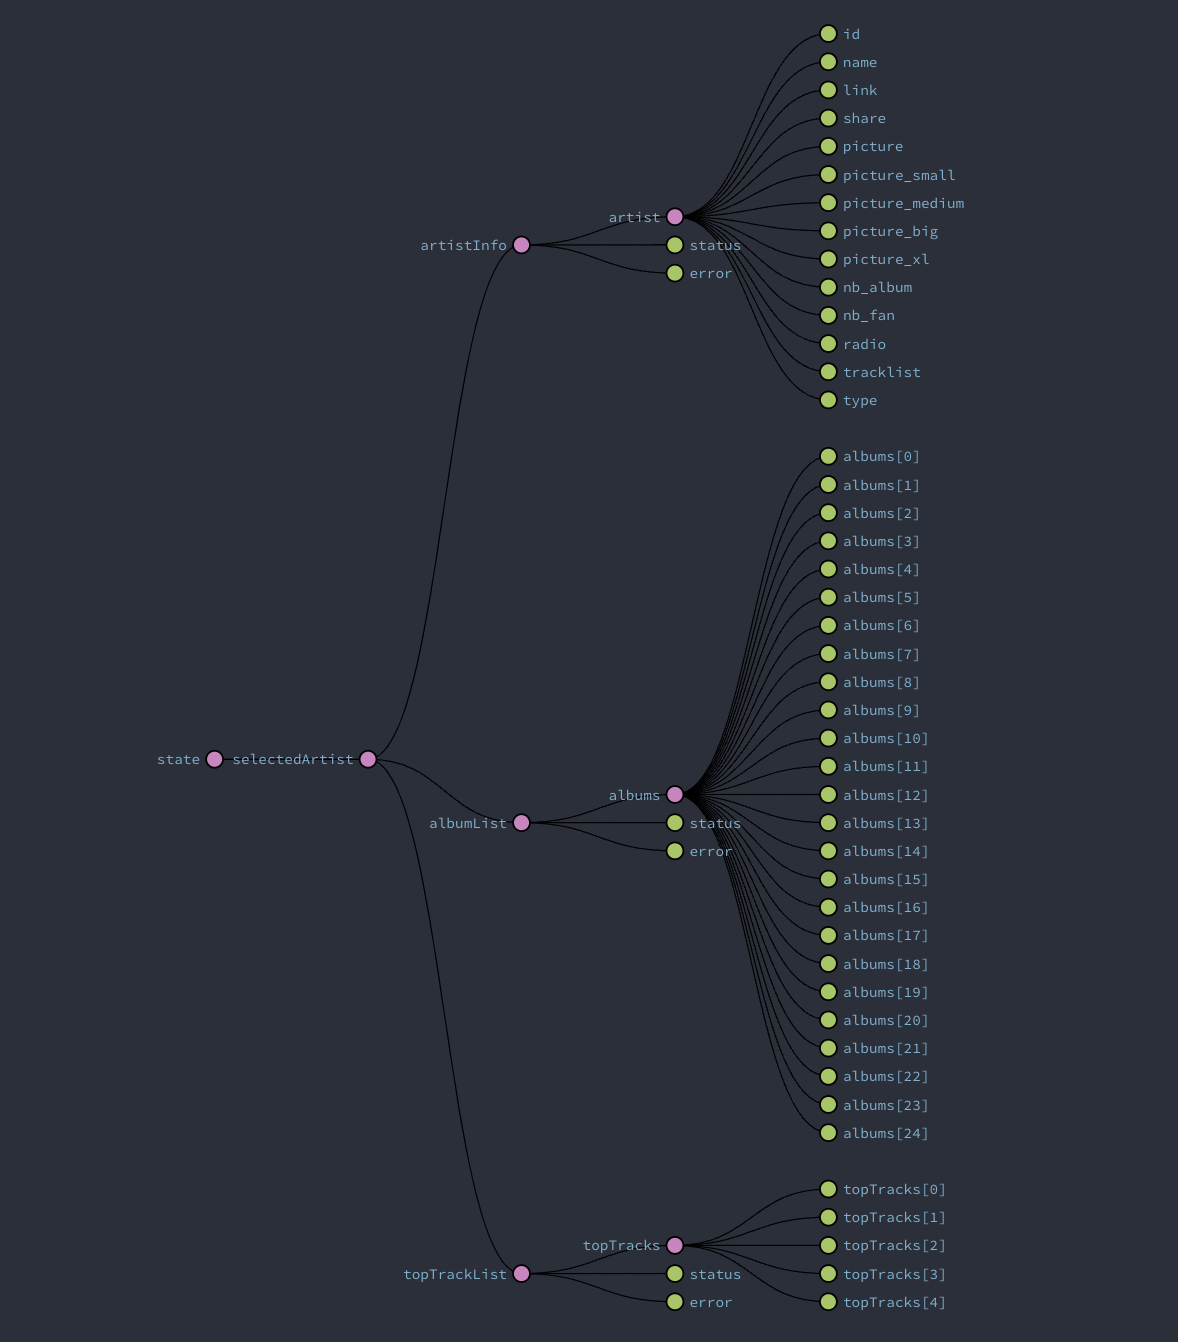 state
selectedArtist
artistInfo
artist
id
name
link
share
picture
picture_small
picture_medium
picture_big
picture_xl
nb_album
nb_fan
radio
tracklist
type
status
error
albumList
albums
albums[0]
albums[1]
albums[2]
albums[3]
albums[4]
albums[5]
albums[6]
albums[7]
albums[8]
albums[9]
albums[10]
albums[11]
albums[12]
albums[13]
albums[14]
albums[15]
albums[16]
albums[17]
albums[18]
albums[19]
albums[20]
albums[21]
albums[22]
albums[23]
albums[24]
status
error
topTrackList
topTracks
topTracks[0]
topTracks[1]
topTracks[2]
topTracks[3]
topTracks[4]
status
error